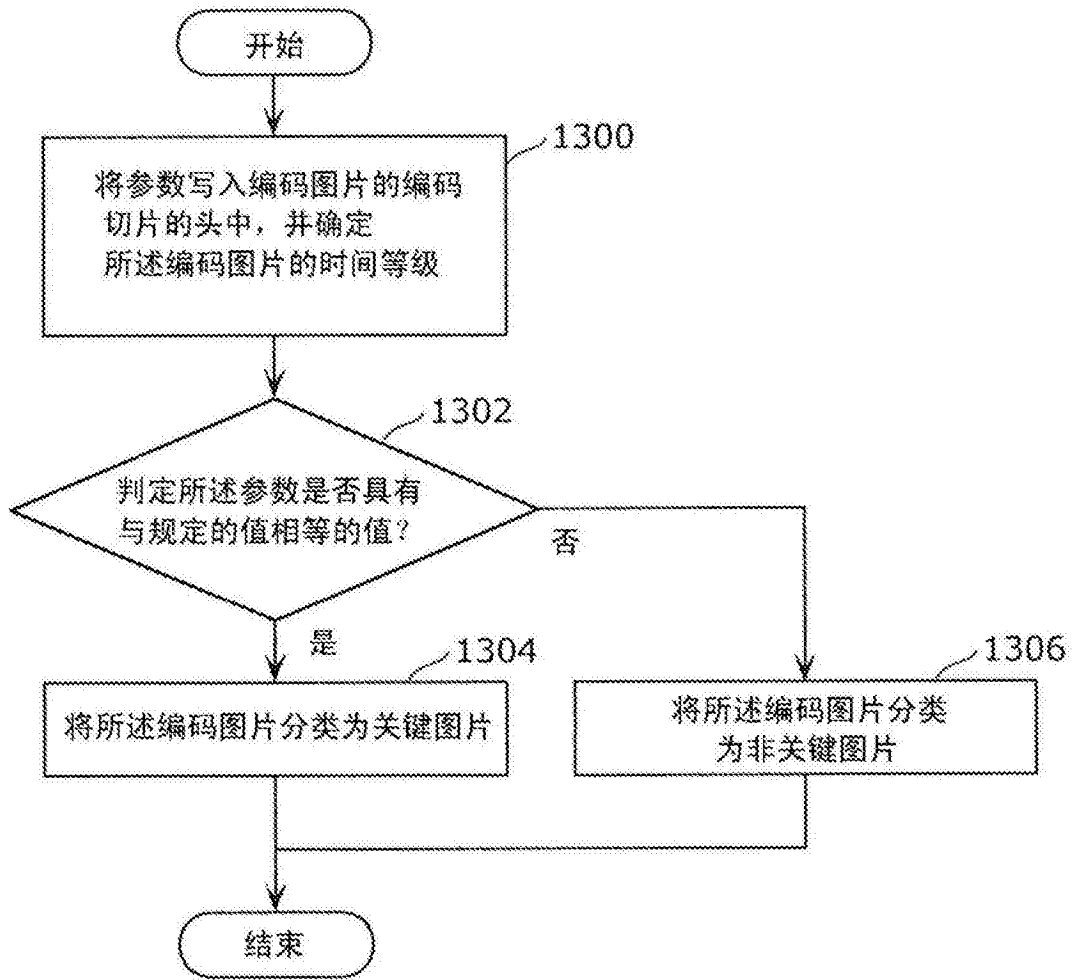 开始
1300
将参数写入编码图片的编码
切片的头中，并确定
所述编码图片的时间等级
1302
判定所述参数是否具有
与规定的值相等的值？
否
是
1304
将所述编码图片分类为关键图片
1306
将所述编码图片分类
为非关键图片
结束